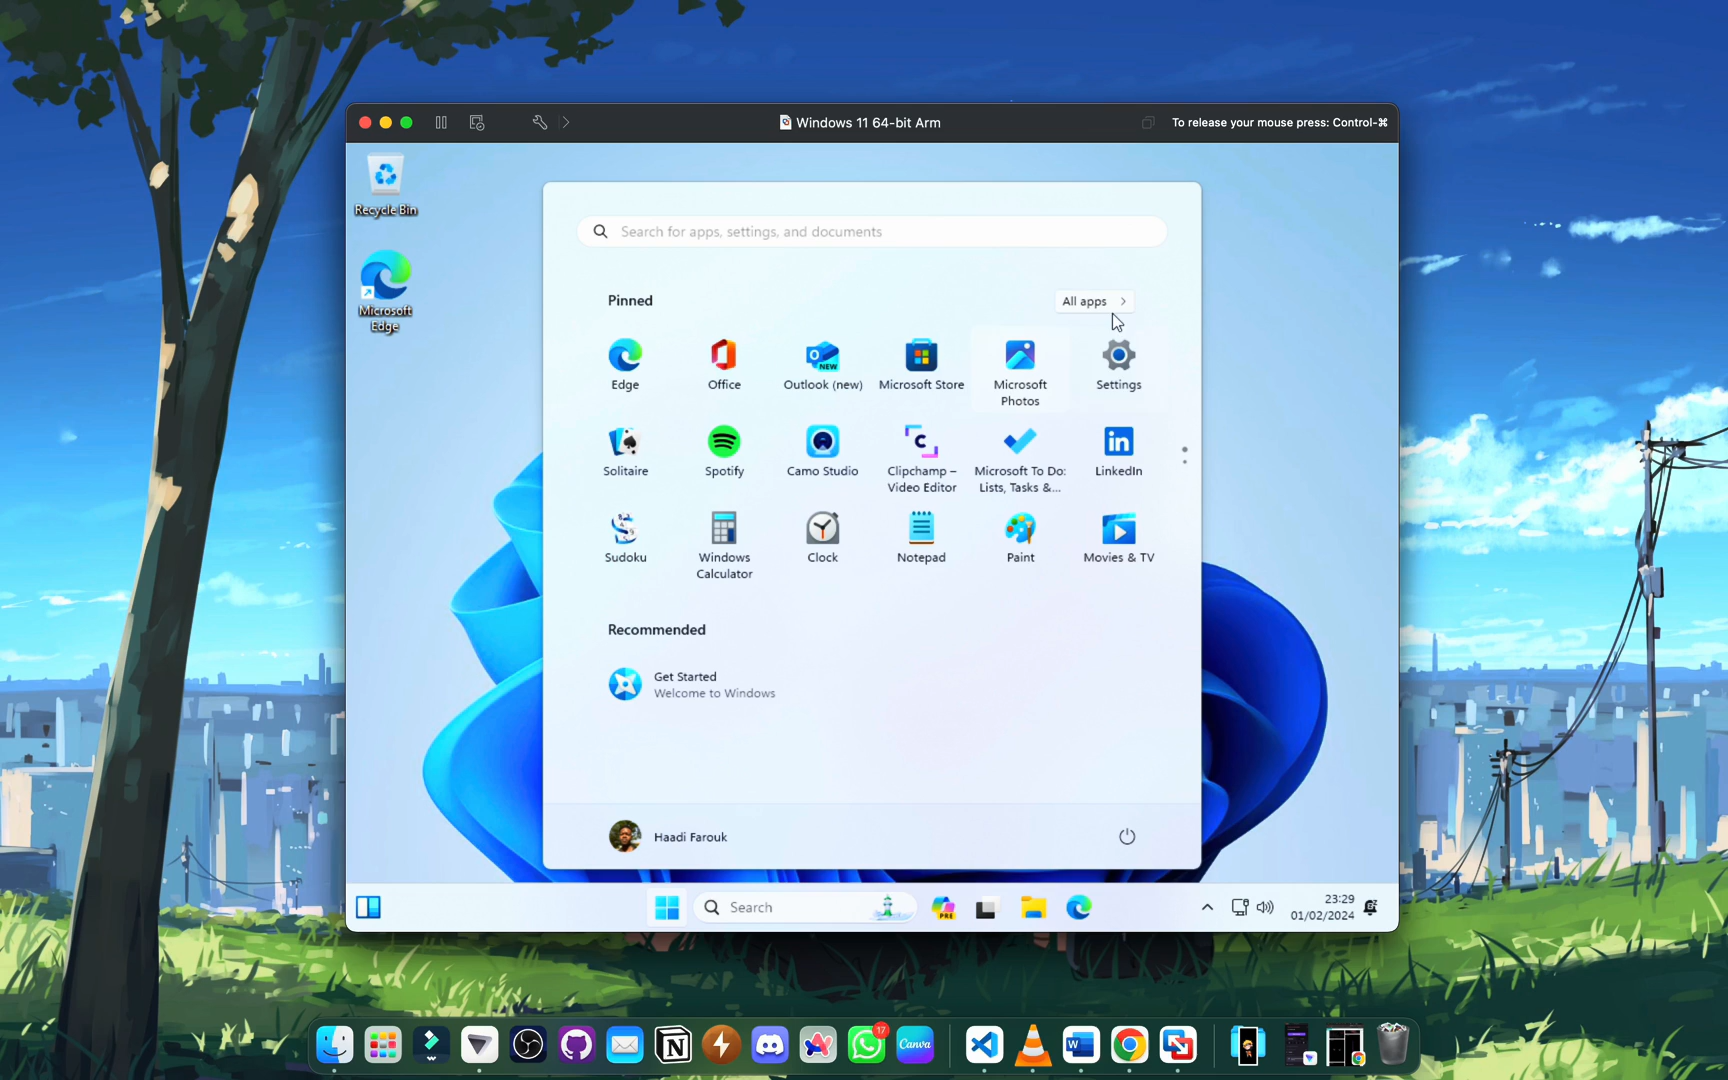 Windows 11 64-bit Arm
To release your mouse press: Control-⌘
Recycle Bin
Microsoft
Edge
Search for apps, settings, and documents
Pinned
All apps
Edge
Office
Outlook (new)
Microsoft Store
Microsoft
Photos
Settings
Solitaire
Spotify
Camo Studio
Clipchamp –
Video Editor
Microsoft To Do:
Lists, Tasks &...
LinkedIn
Sudoku
Windows
Calculator
Clock
Notepad
Paint
Movies & TV
Recommended
Get Started
Welcome to Windows
Haadi Farouk
Search
PRE
23:29
01/02/2024
17
Canva